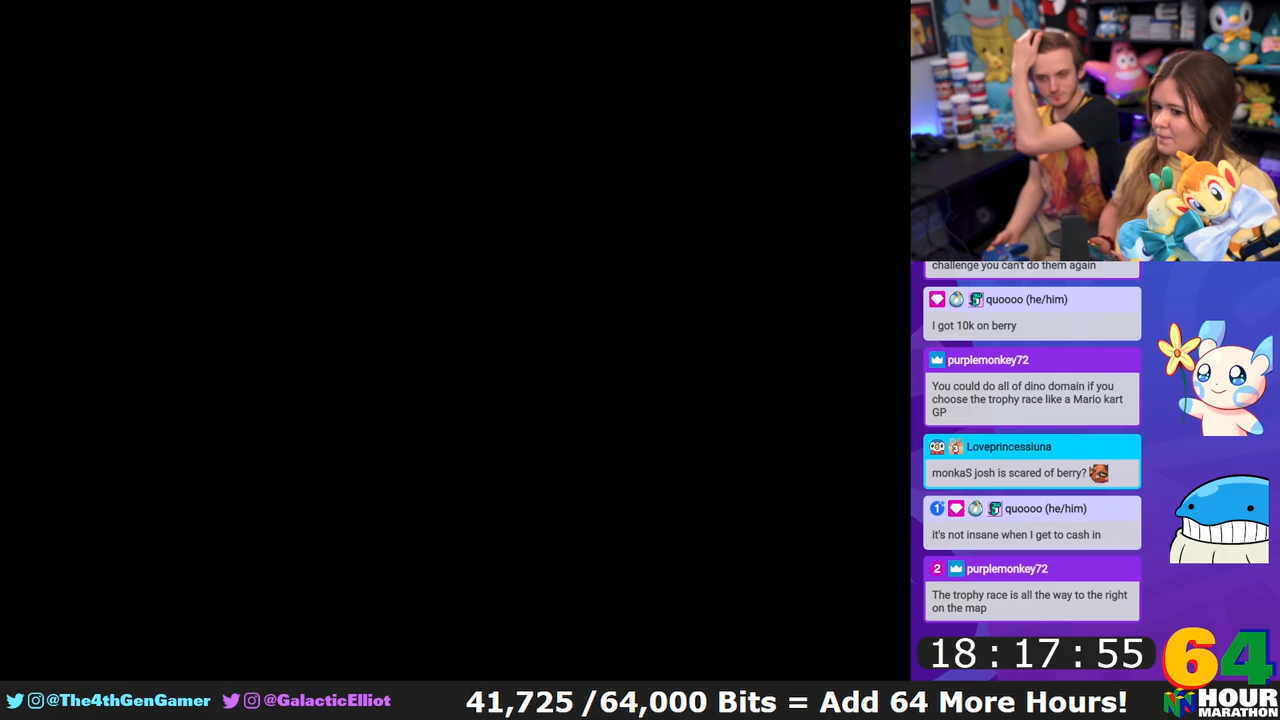 challenge you can't do them again
quoooo (he/him)
I got 10k on berry
purplemonkey72
You could do all of dino domain if you
choose the trophy race like a Mario kart
GP
Loveprincessluna
monkaS josh is scared of berry?
1 quoooo (he/him)
it's not insane when I get to cash in
2 purplemonkey72
The trophy race is all the way to the right
on the map
18:17:55
64
HOUR
MARATHON
@The4thGenGamer @GalacticElliot 41,725/64,000 Bits = Add 64 More Hours!